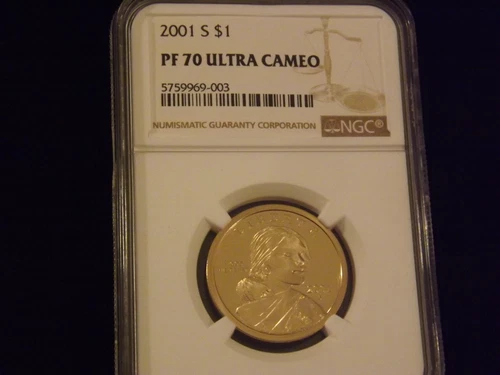 2001 S $1
PF 70 ULTRA CAMEO
5759969-003
NUMISMATIC GUARANTY CORPORATION
NGC